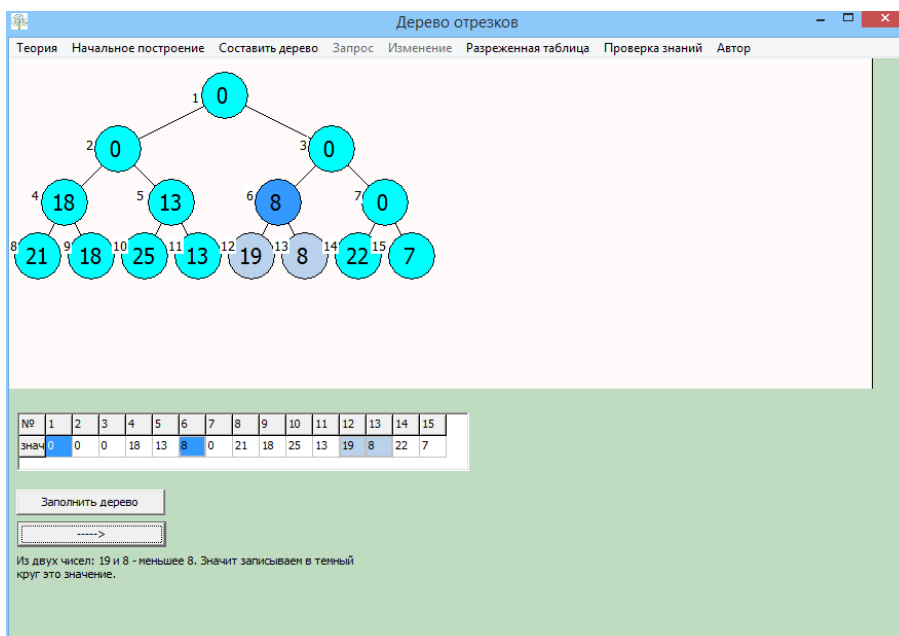 Дерево отрезков
Теория Начальное построение Составить дерево Запрос Изменение Разреженная таблица Проверка знаний Автор
1 0
2 0 3 0
4 18 5 13 6 8 7 0
8 21 9 18 10 25 11 13 12 19 13 8 14 22 15 7
№ 1 2 3 4 5 6 7 8 9 10 11 12 13 14 15
знач 0 0 0 18 13 8 0 21 18 25 13 19 8 22 7
Заполнить дерево
----->
Из двух чисел: 19 и 8 - меньшее 8. Значит записываем в темный
круг это значение.